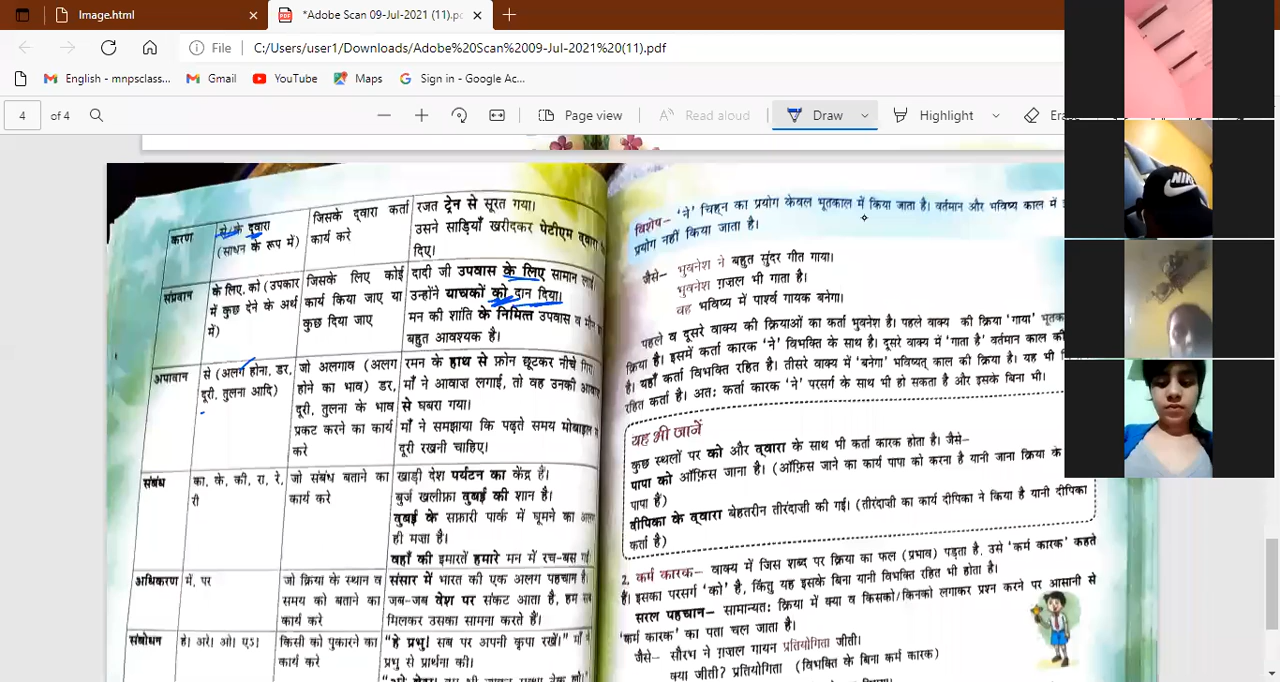 Image.html
*Adobe Scan 09-Jul-2021 (11).pc
File C:/Users/user1/Downloads/Adobe%20Scan%2009-Jul-2021%20(11).pdf
English - mnpsclass... Gmail YouTube Maps Sign in - Google Ac...
4 of 4 Page view Read aloud Draw Highlight
करण
से/के द्वारा
(साधन के रूप में)
जिसके द्वारा कर्ता
कार्य करे
रजत ट्रेन से सूरत गया।
उसने साड़ियाँ खरीदकर पेटीएम द्वारा
दिए।
संप्रदान
के लिए, को (उपकार
में कुछ देने के अर्थ
में)
जिसके लिए कोई
कार्य किया जाए या
कुछ दिया जाए
दादी जी उपवास के लिए सामान लाईं
उन्होंने याचकों को दान दिया।
मन की शांति के निमित्त उपवास व मौन
बहुत आवश्यक है।
अपादान
से (अलग होना, डर,
दूरी, तुलना आदि)
जो अलगाव (अलग
होने का भाव) डर,
दूरी, तुलना के भाव
प्रकट करने का कार्य
करे
रमन के हाथ से फ़ोन छूटकर नीचे गिरा
माँ ने आवाज़ लगाई, तो वह उनकी आवाज़
से घबरा गया।
माँ ने समझाया कि पढ़ते समय मोबाइल से
दूरी रखनी चाहिए।
संबंध
का, के, की, रा, रे,
री
जो संबंध बताने का
कार्य करे
खाड़ी देश पर्यटन का केंद्र हैं।
बुर्ज खलीफ़ा दुबई की शान है।
दुबई के सफ़ारी पार्क में घूमने का अलग
ही मज़ा है।
वहाँ की इमारतें हमारे मन में रच-बस गईं
अधिकरण
में, पर
जो क्रिया के स्थान व
समय को बताने का
कार्य करे
संसार में भारत की एक अलग पहचान है।
जब-जब देश पर संकट आता है, हम सब
मिलकर उसका सामना करते हैं।
संबोधन
हे! अरे! ओ! ए!
किसी को पुकारने का
कार्य करे
"हे प्रभु! सब पर अपनी कृपा रखें।" माँ ने
प्रभु से प्रार्थना की।
विशेष– 'ने' चिह्न का प्रयोग केवल भूतकाल में किया जाता है। वर्तमान और भविष्य काल में
प्रयोग नहीं किया जाता है।
जैसे– भुवनेश ने बहुत सुंदर गीत गाया।
भुवनेश ग़ज़ल भी गाता है।
वह भविष्य में पार्श्व गायक बनेगा।
पहले व दूसरे वाक्य की क्रियाओं का कर्ता भुवनेश है। पहले वाक्य की क्रिया 'गाया' भूतका
क्रिया है। इसमें कर्ता कारक 'ने' विभक्ति के साथ है। दूसरे वाक्य में 'गाता है' वर्तमान काल की
है। यहाँ कर्ता विभक्ति रहित है। तीसरे वाक्य में 'बनेगा' भविष्यत् काल की क्रिया है। यह भी
रहित कर्ता है। अतः कर्ता कारक 'ने' परसर्ग के साथ भी हो सकता है और इसके बिना भी।
यह भी जानें
कुछ स्थलों पर को और द्वारा के साथ भी कर्ता कारक होता है। जैसे–
पापा को ऑफ़िस जाना है। (ऑफ़िस जाने का कार्य पापा को करना है यानी जाना क्रिया के
पापा हैं)
दीपिका के द्वारा बेहतरीन तीरंदाज़ी की गई। (तीरंदाज़ी का कार्य दीपिका ने किया है यानी दीपिका
कर्ता है)
2. कर्म कारक– वाक्य में जिस शब्द पर क्रिया का फल (प्रभाव) पड़ता है, उसे 'कर्म कारक' कहते
हैं। इसका परसर्ग 'को' है, किंतु यह इसके बिना यानी विभक्ति रहित भी होता है।
सरल पहचान– सामान्यतः क्रिया में क्या व किसको/किनको लगाकर प्रश्न करने पर आसानी से
'कर्म कारक' का पता चल जाता है।
जैसे– सौरभ ने ग़ज़ल गायन प्रतियोगिता जीती।
क्या जीती? प्रतियोगिता (विभक्ति के बिना कर्म कारक)